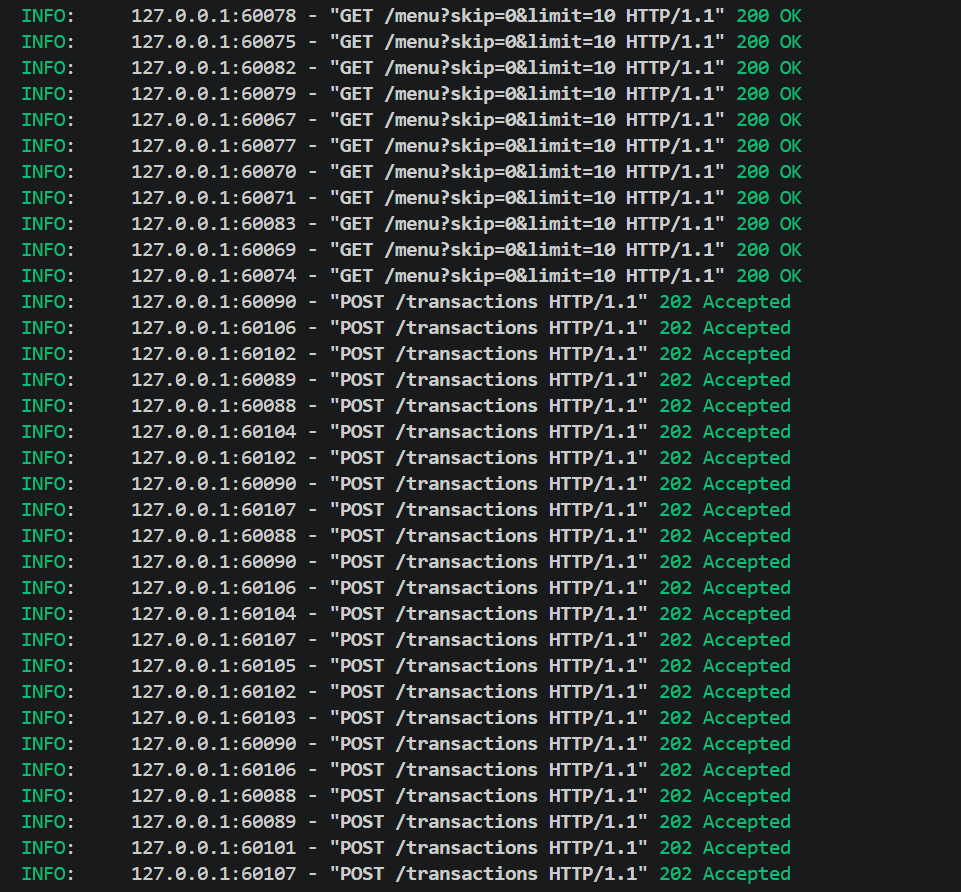 INFO: 127.0.0.1:60078 - "GET /menu?skip=0&limit=10 HTTP/1.1" 200 OK
INFO: 127.0.0.1:60075 - "GET /menu?skip=0&limit=10 HTTP/1.1" 200 OK
INFO: 127.0.0.1:60082 - "GET /menu?skip=0&limit=10 HTTP/1.1" 200 OK
INFO: 127.0.0.1:60079 - "GET /menu?skip=0&limit=10 HTTP/1.1" 200 OK
INFO: 127.0.0.1:60067 - "GET /menu?skip=0&limit=10 HTTP/1.1" 200 OK
INFO: 127.0.0.1:60077 - "GET /menu?skip=0&limit=10 HTTP/1.1" 200 OK
INFO: 127.0.0.1:60070 - "GET /menu?skip=0&limit=10 HTTP/1.1" 200 OK
INFO: 127.0.0.1:60071 - "GET /menu?skip=0&limit=10 HTTP/1.1" 200 OK
INFO: 127.0.0.1:60083 - "GET /menu?skip=0&limit=10 HTTP/1.1" 200 OK
INFO: 127.0.0.1:60069 - "GET /menu?skip=0&limit=10 HTTP/1.1" 200 OK
INFO: 127.0.0.1:60074 - "GET /menu?skip=0&limit=10 HTTP/1.1" 200 OK
INFO: 127.0.0.1:60090 - "POST /transactions HTTP/1.1" 202 Accepted
INFO: 127.0.0.1:60106 - "POST /transactions HTTP/1.1" 202 Accepted
INFO: 127.0.0.1:60102 - "POST /transactions HTTP/1.1" 202 Accepted
INFO: 127.0.0.1:60089 - "POST /transactions HTTP/1.1" 202 Accepted
INFO: 127.0.0.1:60088 - "POST /transactions HTTP/1.1" 202 Accepted
INFO: 127.0.0.1:60104 - "POST /transactions HTTP/1.1" 202 Accepted
INFO: 127.0.0.1:60102 - "POST /transactions HTTP/1.1" 202 Accepted
INFO: 127.0.0.1:60090 - "POST /transactions HTTP/1.1" 202 Accepted
INFO: 127.0.0.1:60107 - "POST /transactions HTTP/1.1" 202 Accepted
INFO: 127.0.0.1:60088 - "POST /transactions HTTP/1.1" 202 Accepted
INFO: 127.0.0.1:60090 - "POST /transactions HTTP/1.1" 202 Accepted
INFO: 127.0.0.1:60106 - "POST /transactions HTTP/1.1" 202 Accepted
INFO: 127.0.0.1:60104 - "POST /transactions HTTP/1.1" 202 Accepted
INFO: 127.0.0.1:60107 - "POST /transactions HTTP/1.1" 202 Accepted
INFO: 127.0.0.1:60105 - "POST /transactions HTTP/1.1" 202 Accepted
INFO: 127.0.0.1:60102 - "POST /transactions HTTP/1.1" 202 Accepted
INFO: 127.0.0.1:60103 - "POST /transactions HTTP/1.1" 202 Accepted
INFO: 127.0.0.1:60090 - "POST /transactions HTTP/1.1" 202 Accepted
INFO: 127.0.0.1:60106 - "POST /transactions HTTP/1.1" 202 Accepted
INFO: 127.0.0.1:60088 - "POST /transactions HTTP/1.1" 202 Accepted
INFO: 127.0.0.1:60089 - "POST /transactions HTTP/1.1" 202 Accepted
INFO: 127.0.0.1:60101 - "POST /transactions HTTP/1.1" 202 Accepted
INFO: 127.0.0.1:60107 - "POST /transactions HTTP/1.1" 202 Accepted